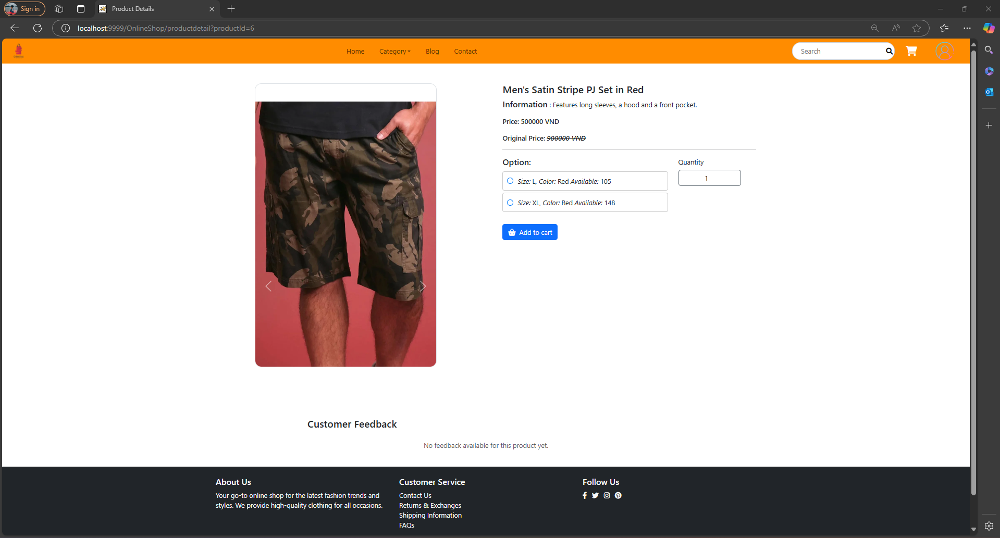 Sign in
Product Details
localhost:9999/OnlineShop/productdetail?productId=6
Home
Category
Blog
Contact
Search
Men's Satin Stripe PJ Set in Red
Information : Features long sleeves, a hood and a front pocket.
Price: 500000 VND
Original Price: 900000 VND
Option:
Quantity
Size: L, Color: Red Available: 105
1
Size: XL, Color: Red Available: 148
Add to cart
Customer Feedback
No feedback available for this product yet.
About Us
Your go-to online shop for the latest fashion trends and
styles. We provide high-quality clothing for all occasions.
Customer Service
Contact Us
Returns & Exchanges
Shipping Information
FAQs
Follow Us